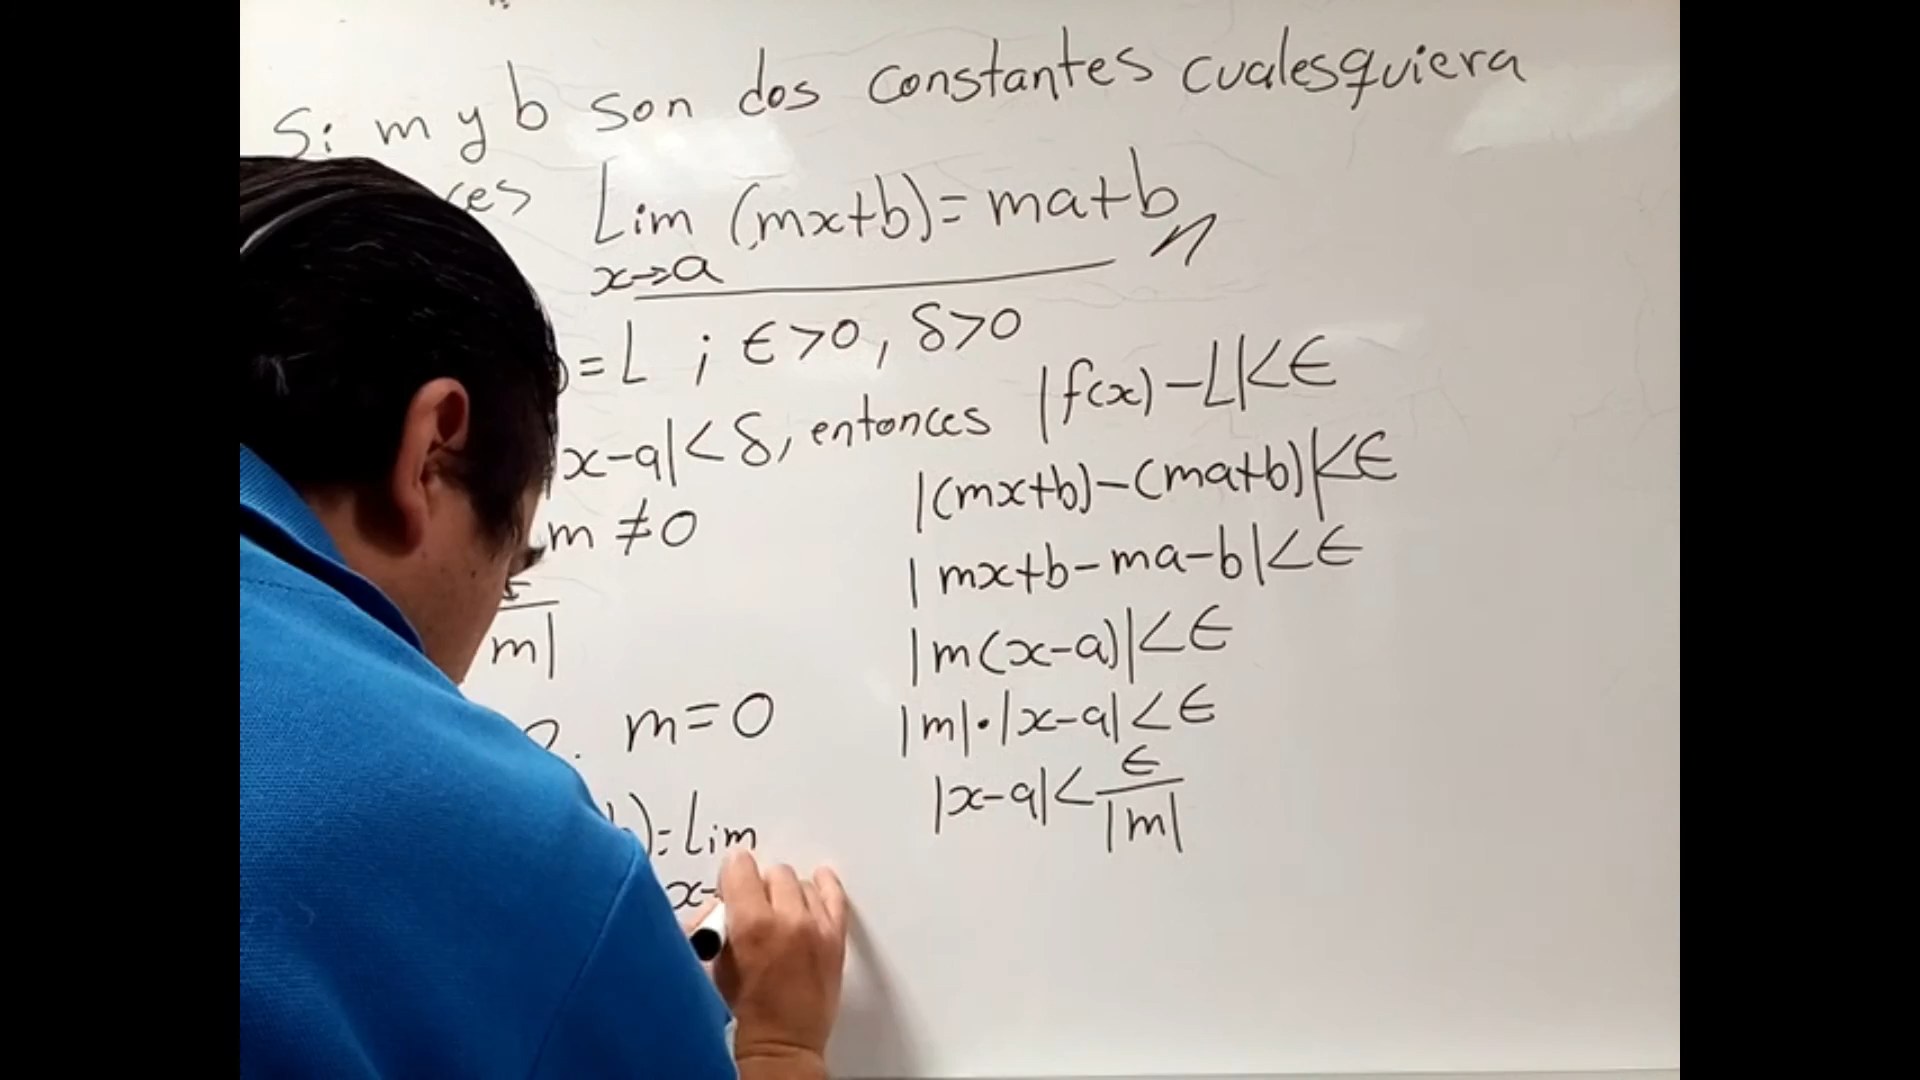 Si m y b son dos constantes cualesquiera
Lim (mx+b)=ma+b
x→a
=L ; ϵ>0, δ>0
x-a|<δ, entonces |f(x)-L|<ϵ
|(mx+b)-(ma+b)|<ϵ
m≠0
|mx+b-ma-b|<ϵ
m|
|m(x-a)|<ϵ
m=0
|m|·|x-a|<ϵ
|x-a|<ϵ/|m|
)=Lim
x-